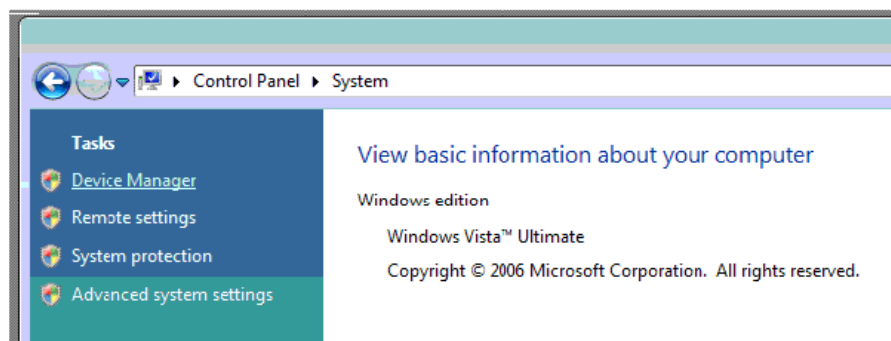 Control Panel System
Tasks
Device Manager
Remote settings
System protection
Advanced system settings
View basic information about your computer
Windows edition
Windows Vista™ Ultimate
Copyright © 2006 Microsoft Corporation. All rights reserved.